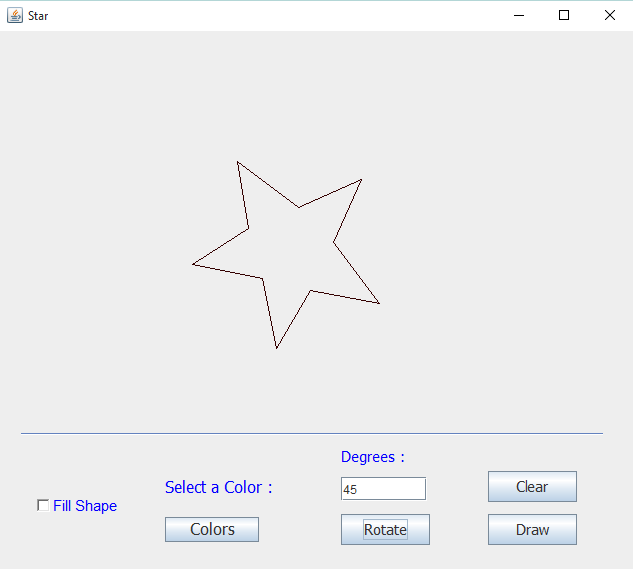 Star
Degrees :
Select a Color :
45
Clear
Fill Shape
Colors
Rotate
Draw